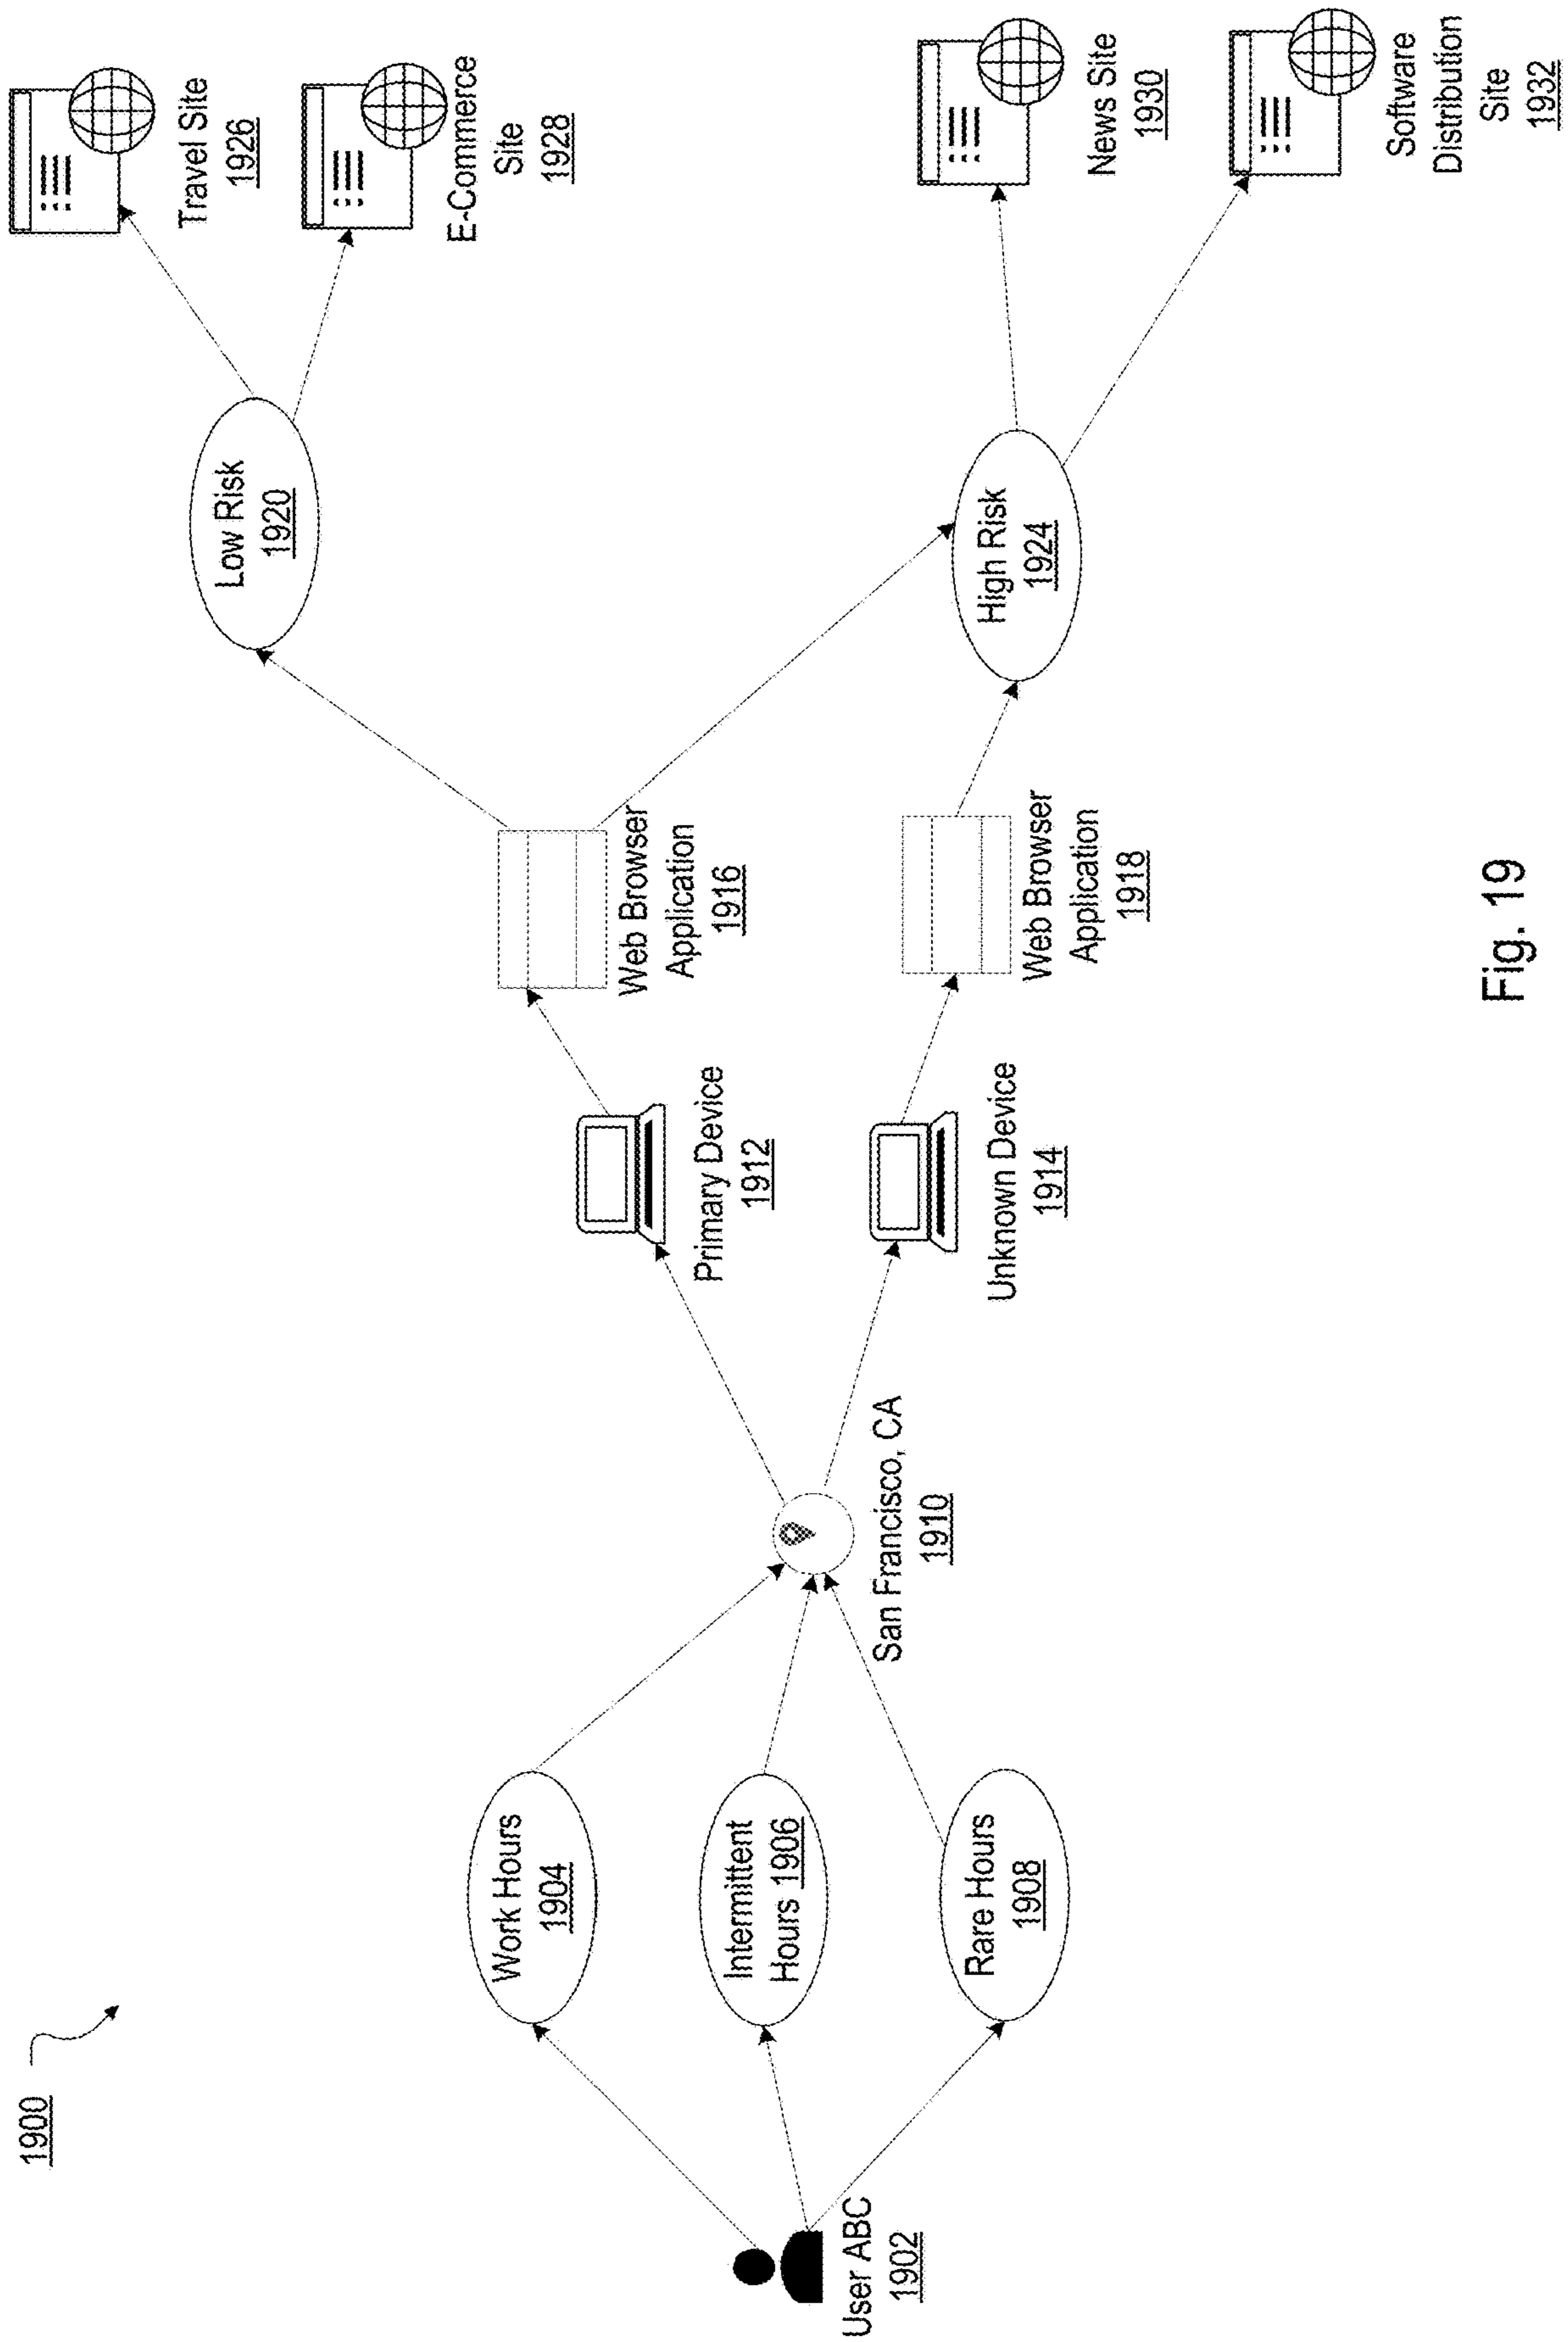 1900
User ABC
1902
Work Hours
1904
Intermittent
Hours 1906
Rare Hours
1908
San Francisco, CA
1910
Primary Device
1912
Unknown Device
1914
Web Browser
Application
1916
Web Browser
Application
1918
Low Risk
1920
High Risk
1924
Travel Site
1926
E-Commerce
Site
1928
News Site
1930
Software
Distribution
Site
1932
Fig. 19